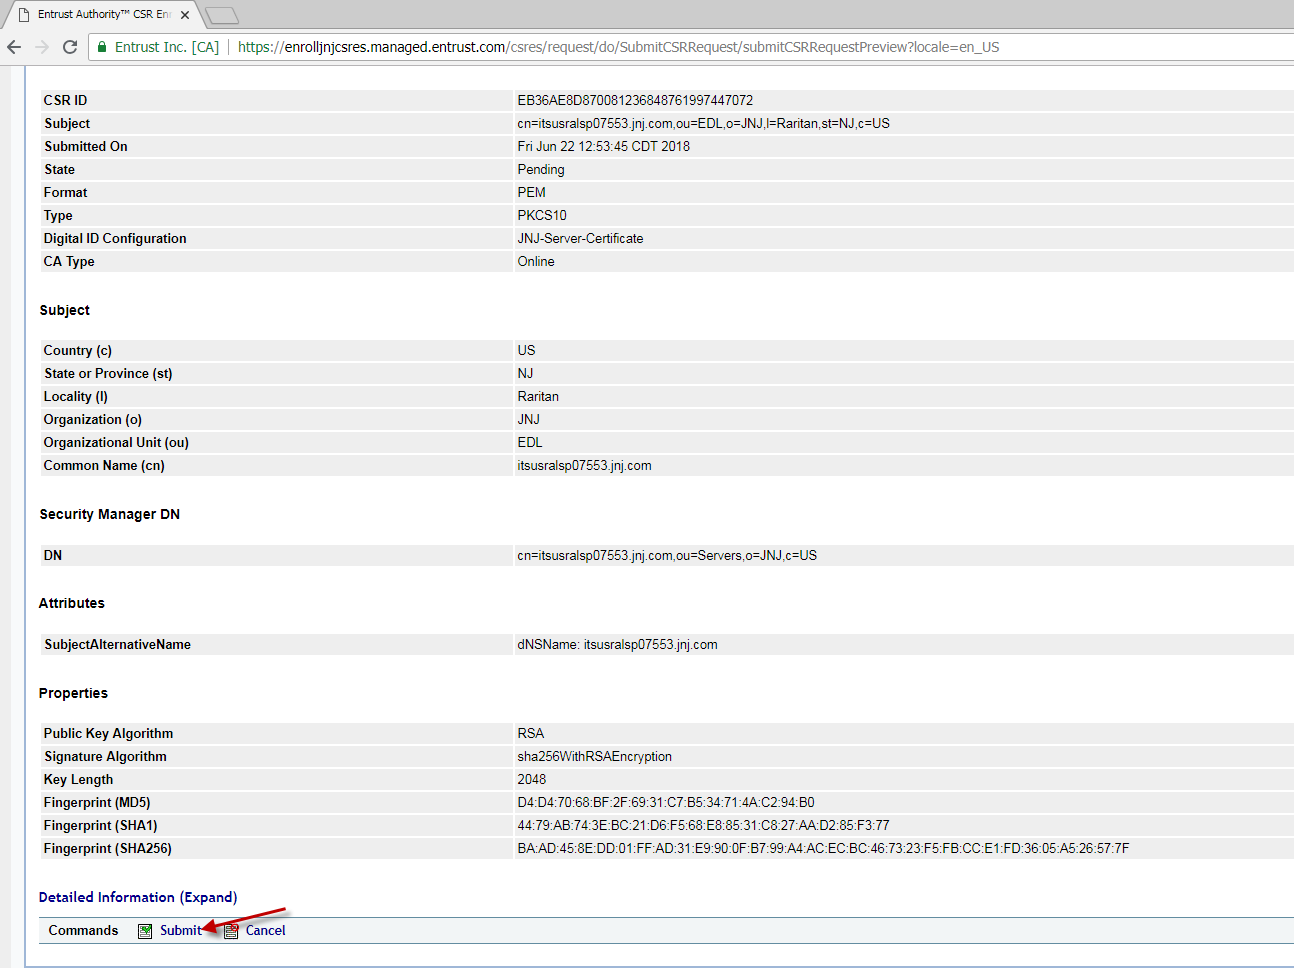 Entrust Authority™ CSR En
Entrust Inc. [CA] https://enrolljnjcsres.managed.entrust.com/csres/request/do/SubmitCSRRequest/submitCSRRequestPreview?locale=en_US
CSR ID EB36AE8D870081236848761997447072
Subject cn=itsusralsp07553.jnj.com,ou=EDL,o=JNJ,l=Raritan,st=NJ,c=US
Submitted On Fri Jun 22 12:53:45 CDT 2018
State Pending
Format PEM
Type PKCS10
Digital ID Configuration JNJ-Server-Certificate
CA Type Online
Subject
Country (c) US
State or Province (st) NJ
Locality (l) Raritan
Organization (o) JNJ
Organizational Unit (ou) EDL
Common Name (cn) itsusralsp07553.jnj.com
Security Manager DN
DN cn=itsusralsp07553.jnj.com,ou=Servers,o=JNJ,c=US
Attributes
SubjectAlternativeName dNSName: itsusralsp07553.jnj.com
Properties
Public Key Algorithm RSA
Signature Algorithm sha256WithRSAEncryption
Key Length 2048
Fingerprint (MD5) D4:D4:70:68:BF:2F:69:31:C7:B5:34:71:4A:C2:94:B0
Fingerprint (SHA1) 44:79:AB:74:3E:BC:21:D6:F5:68:E8:85:31:C8:27:AA:D2:85:F3:77
Fingerprint (SHA256) BA:AD:45:8E:DD:01:FF:AD:31:E9:90:0F:B7:99:A4:AC:EC:BC:46:73:23:F5:FB:CC:E1:FD:36:05:A5:26:57:7F
Detailed Information (Expand)
Commands Submit Cancel